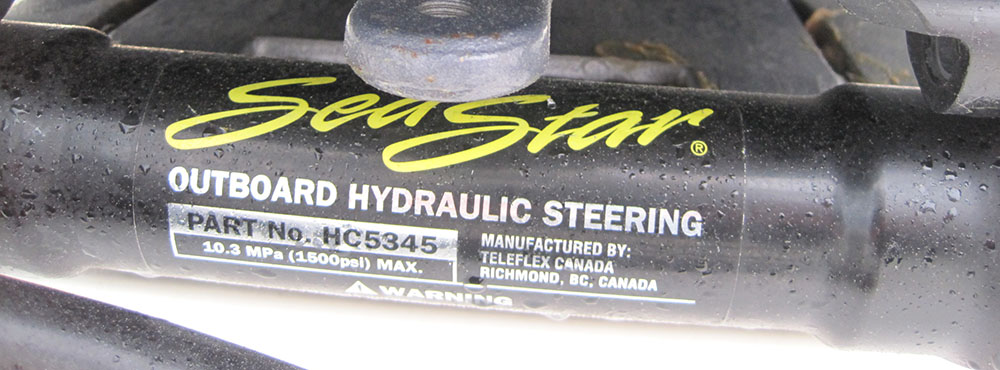 SeaStar®
OUTBOARD HYDRAULIC STEERING
PART No. HC5345
10.3 MPa (1500psi) MAX.
MANUFACTURED BY:
TELEFLEX CANADA
RICHMOND, BC, CANADA
WARNING